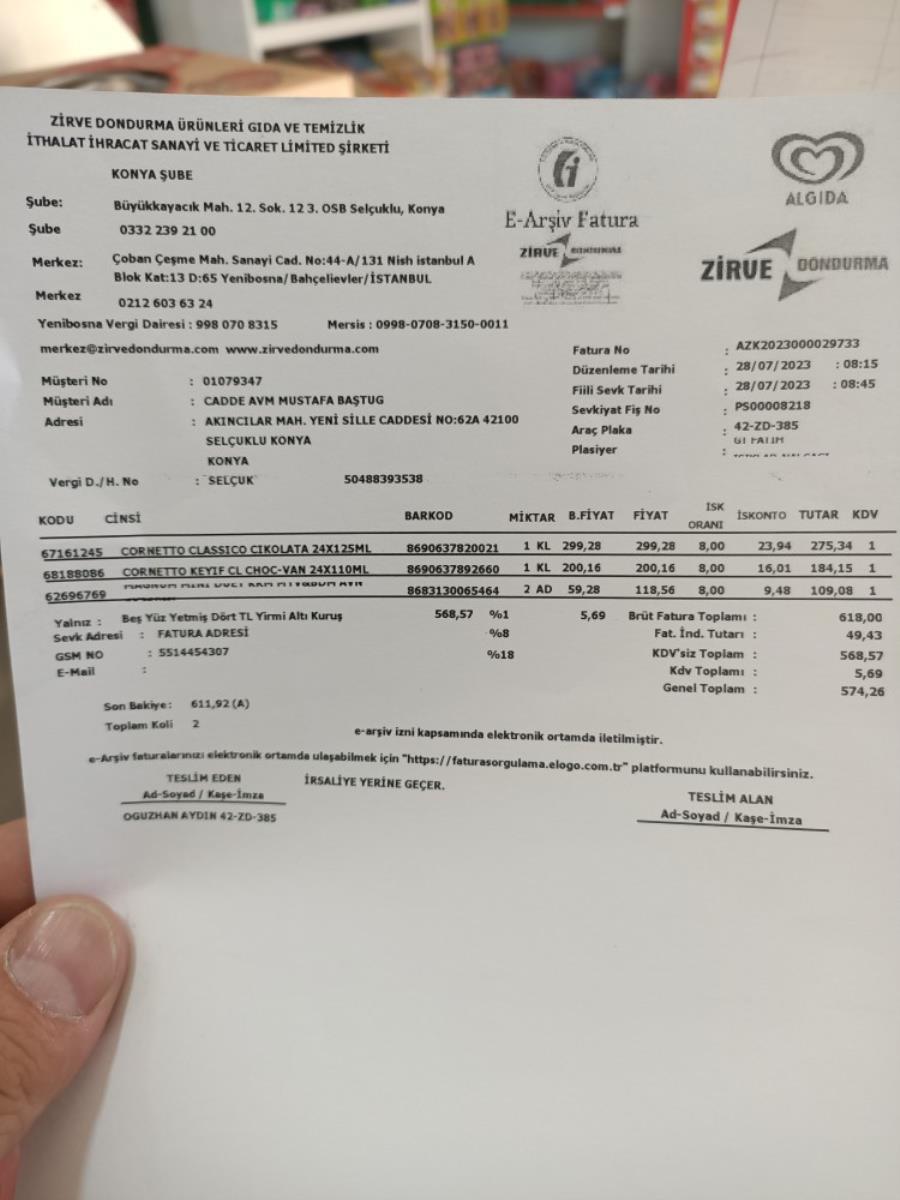 ZİRVE DONDURMA ÜRÜNLERİ GIDA VE TEMİZLİK
İTHALAT İHRACAT SANAYİ VE TİCARET LİMİTED ŞİRKETİ
KONYA ŞUBE
Şube: Büyükkayacık Mah. 12. Sok. 12 3. OSB Selçuklu, Konya
Şube 0332 239 21 00
Merkez: Çoban Çeşme Mah. Sanayi Cad. No:44-A/131 Nish istanbul A
Blok Kat:13 D:65 Yenibosna/Bahçelievler/İSTANBUL
Merkez 0212 603 63 24
Yenibosna Vergi Dairesi : 998 070 8315 Mersis : 0998-0708-3150-0011
merkez@zirvedondurma.com www.zirvedondurma.com
E-Arşiv Fatura
ZİRVE DONDURMA
ALGIDA
ZİRVE DONDURMA
Fatura No : AZK2023000029733
Düzenleme Tarihi : 28/07/2023 : 08:15
Fiili Sevk Tarihi : 28/07/2023 : 08:45
Sevkiyat Fiş No : PS00008218
Araç Plaka : 42-ZD-385
Plasiyer :
Müşteri No : 01079347
Müşteri Adı : CADDE AVM MUSTAFA BAŞTUG
Adresi : AKINCILAR MAH. YENİ SİLLE CADDESİ NO:62A 42100
SELÇUKLU KONYA
KONYA
Vergi D./H. No : SELÇUK 50488393538
KODU CİNSİ BARKOD MİKTAR B.FİYAT FİYAT İSK ORANI İSKONTO TUTAR KDV
67161245 CORNETTO CLASSICO CIKOLATA 24X125ML 8690637820021 1 KL 299,28 299,28 8,00 23,94 275,34 1
68188086 CORNETTO KEYIF CL CHOC-VAN 24X110ML 8690637892660 1 KL 200,16 200,16 8,00 16,01 184,15 1
62696769 8683130065464 2 AD 59,28 118,56 8,00 9,48 109,08 1
Yalnız : Beş Yüz Yetmiş Dört TL Yirmi Altı Kuruş 568,57 %1 5,69 Brüt Fatura Toplamı : 618,00
Sevk Adresi : FATURA ADRESİ %8 Fat. İnd. Tutarı : 49,43
GSM NO : 5514454307 %18 KDV'siz Toplam : 568,57
E-Mail : Kdv Toplamı : 5,69
Genel Toplam : 574,26
Son Bakiye: 611,92 (A)
Toplam Koli 2
e-arşiv izni kapsamında elektronik ortamda iletilmiştir.
e-Arşiv faturalarınızı elektronik ortamda ulaşabilmek için "https://faturasorgulama.elogo.com.tr" platformunu kullanabilirsiniz.
TESLİM EDEN İRSALİYE YERİNE GEÇER. TESLİM ALAN
Ad-Soyad / Kaşe-İmza Ad-Soyad / Kaşe-İmza
OGUZHAN AYDIN 42-ZD-385